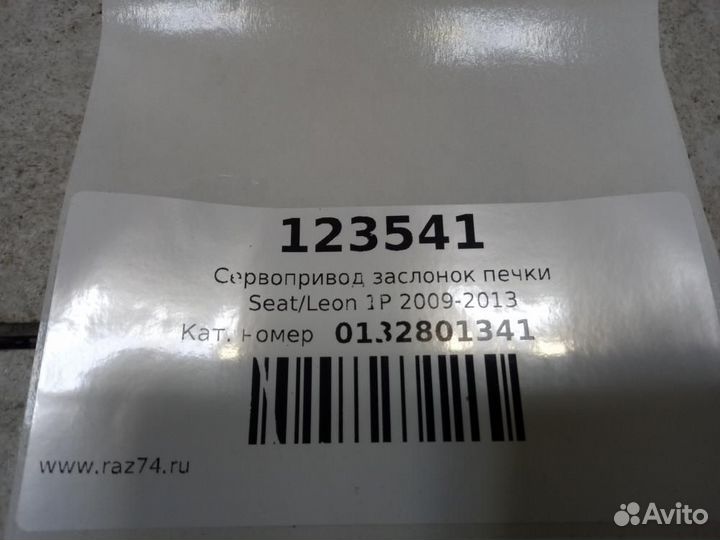 123541
Сервопривод заслонок печки
Seat/Leon 1P 2009-2013
Кат. номер 0132801341
www.raz74.ru
Avito